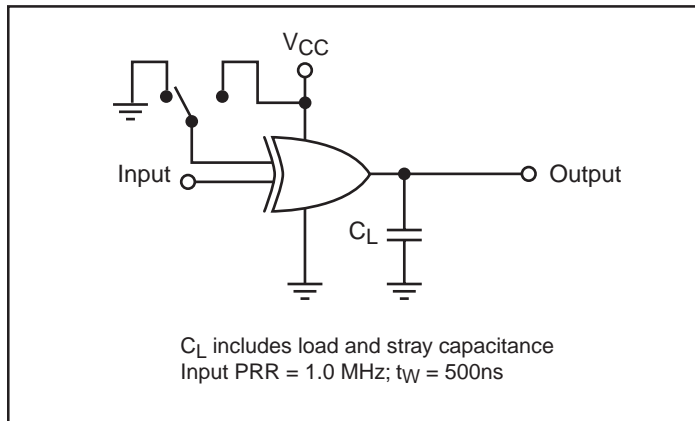 VCC
Input
Output
CL
CL includes load and stray capacitance
Input PRR = 1.0 MHz; tW = 500ns